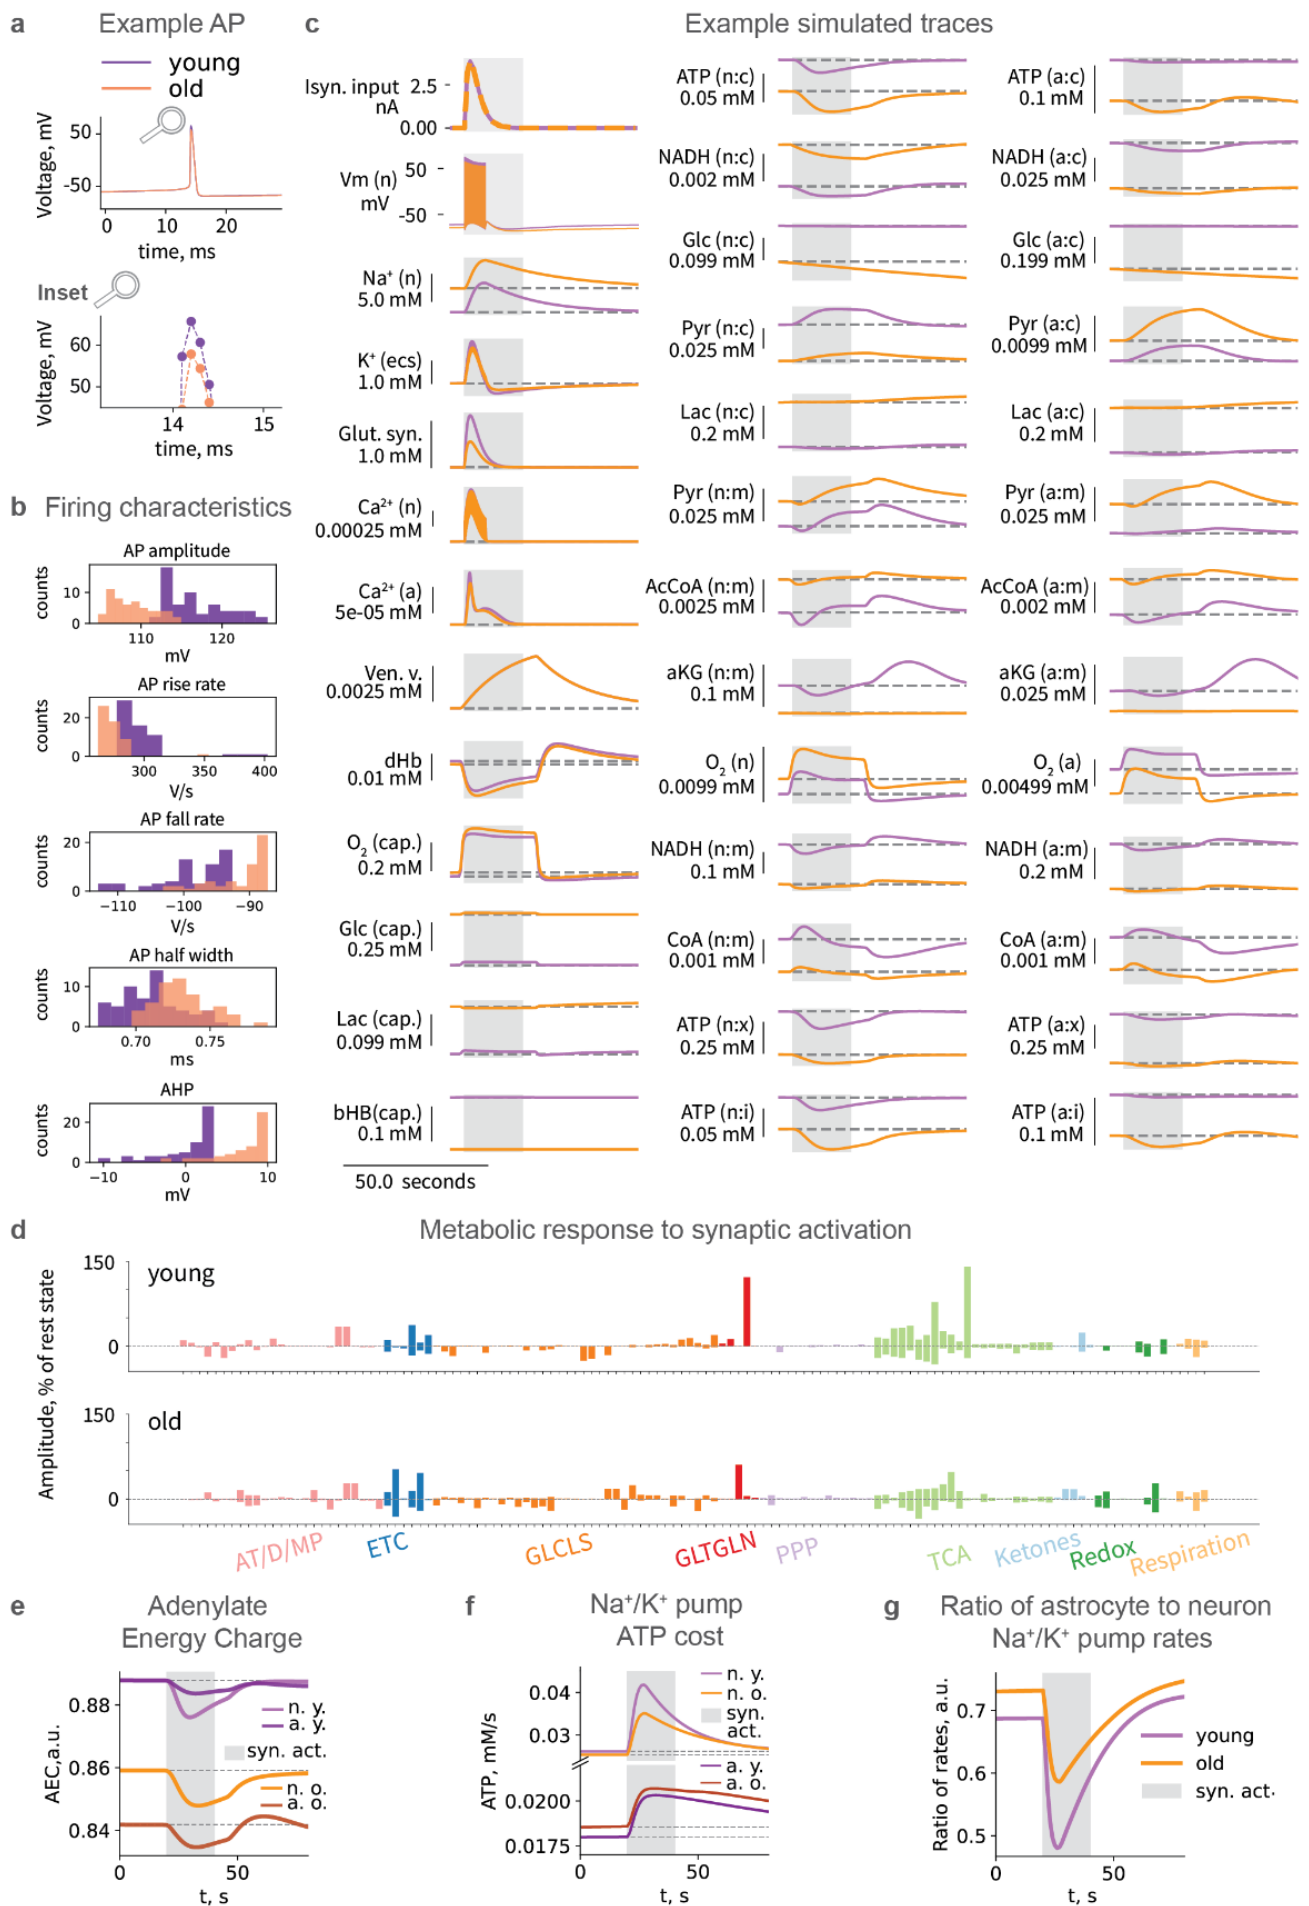 a Example AP
young
old
Voltage, mV
50
-50
0 10 20
time, ms
Inset
Voltage, mV
60
50
14 15
time, ms
b Firing characteristics
AP amplitude
counts
10
0
110 120
mV
AP rise rate
counts
20
0
300 350 400
V/s
AP fall rate
counts
20
0
−110 −100 −90
V/s
AP half width
counts
10
0
0.70 0.75
ms
AHP
counts
20
0
−10 0 10
mV
c Example simulated traces
Isyn. input
nA
2.5
0.00
Vm (n)
mV
50
-50
Na⁺ (n)
5.0 mM
K⁺ (ecs)
1.0 mM
Glut. syn.
1.0 mM
Ca²⁺ (n)
0.00025 mM
Ca²⁺ (a)
5e-05 mM
Ven. v.
0.0025 mM
dHb
0.01 mM
O₂ (cap.)
0.2 mM
Glc (cap.)
0.25 mM
Lac (cap.)
0.099 mM
bHB(cap.)
0.1 mM
50.0 seconds
ATP (n:c)
0.05 mM
NADH (n:c)
0.002 mM
Glc (n:c)
0.099 mM
Pyr (n:c)
0.025 mM
Lac (n:c)
0.2 mM
Pyr (n:m)
0.025 mM
AcCoA (n:m)
0.0025 mM
aKG (n:m)
0.1 mM
O₂ (n)
0.0099 mM
NADH (n:m)
0.1 mM
CoA (n:m)
0.001 mM
ATP (n:x)
0.25 mM
ATP (n:i)
0.05 mM
ATP (a:c)
0.1 mM
NADH (a:c)
0.025 mM
Glc (a:c)
0.199 mM
Pyr (a:c)
0.0099 mM
Lac (a:c)
0.2 mM
Pyr (a:m)
0.025 mM
AcCoA (a:m)
0.002 mM
aKG (a:m)
0.025 mM
O₂ (a)
0.00499 mM
NADH (a:m)
0.2 mM
CoA (a:m)
0.001 mM
ATP (a:x)
0.25 mM
ATP (a:i)
0.1 mM
d Metabolic response to synaptic activation
Amplitude, % of rest state
150
young
0
150
old
0
AT/D/MP ETC GLCLS GLTGLN PPP TCA Ketones Redox Respiration
e Adenylate
Energy Charge
AEC,a.u.
0.88
0.86
0.84
n. y.
a. y.
syn. act.
n. o.
a. o.
0 50
t, s
f Na⁺/K⁺ pump
ATP cost
ATP, mM/s
0.04
0.03
0.0200
0.0175
n. y.
n. o.
syn.
act.
a. y.
a. o.
0 50
t, s
g Ratio of astrocyte to neuron
Na⁺/K⁺ pump rates
Ratio of rates, a.u.
0.7
0.6
0.5
young
old
syn. act.
0 50
t, s